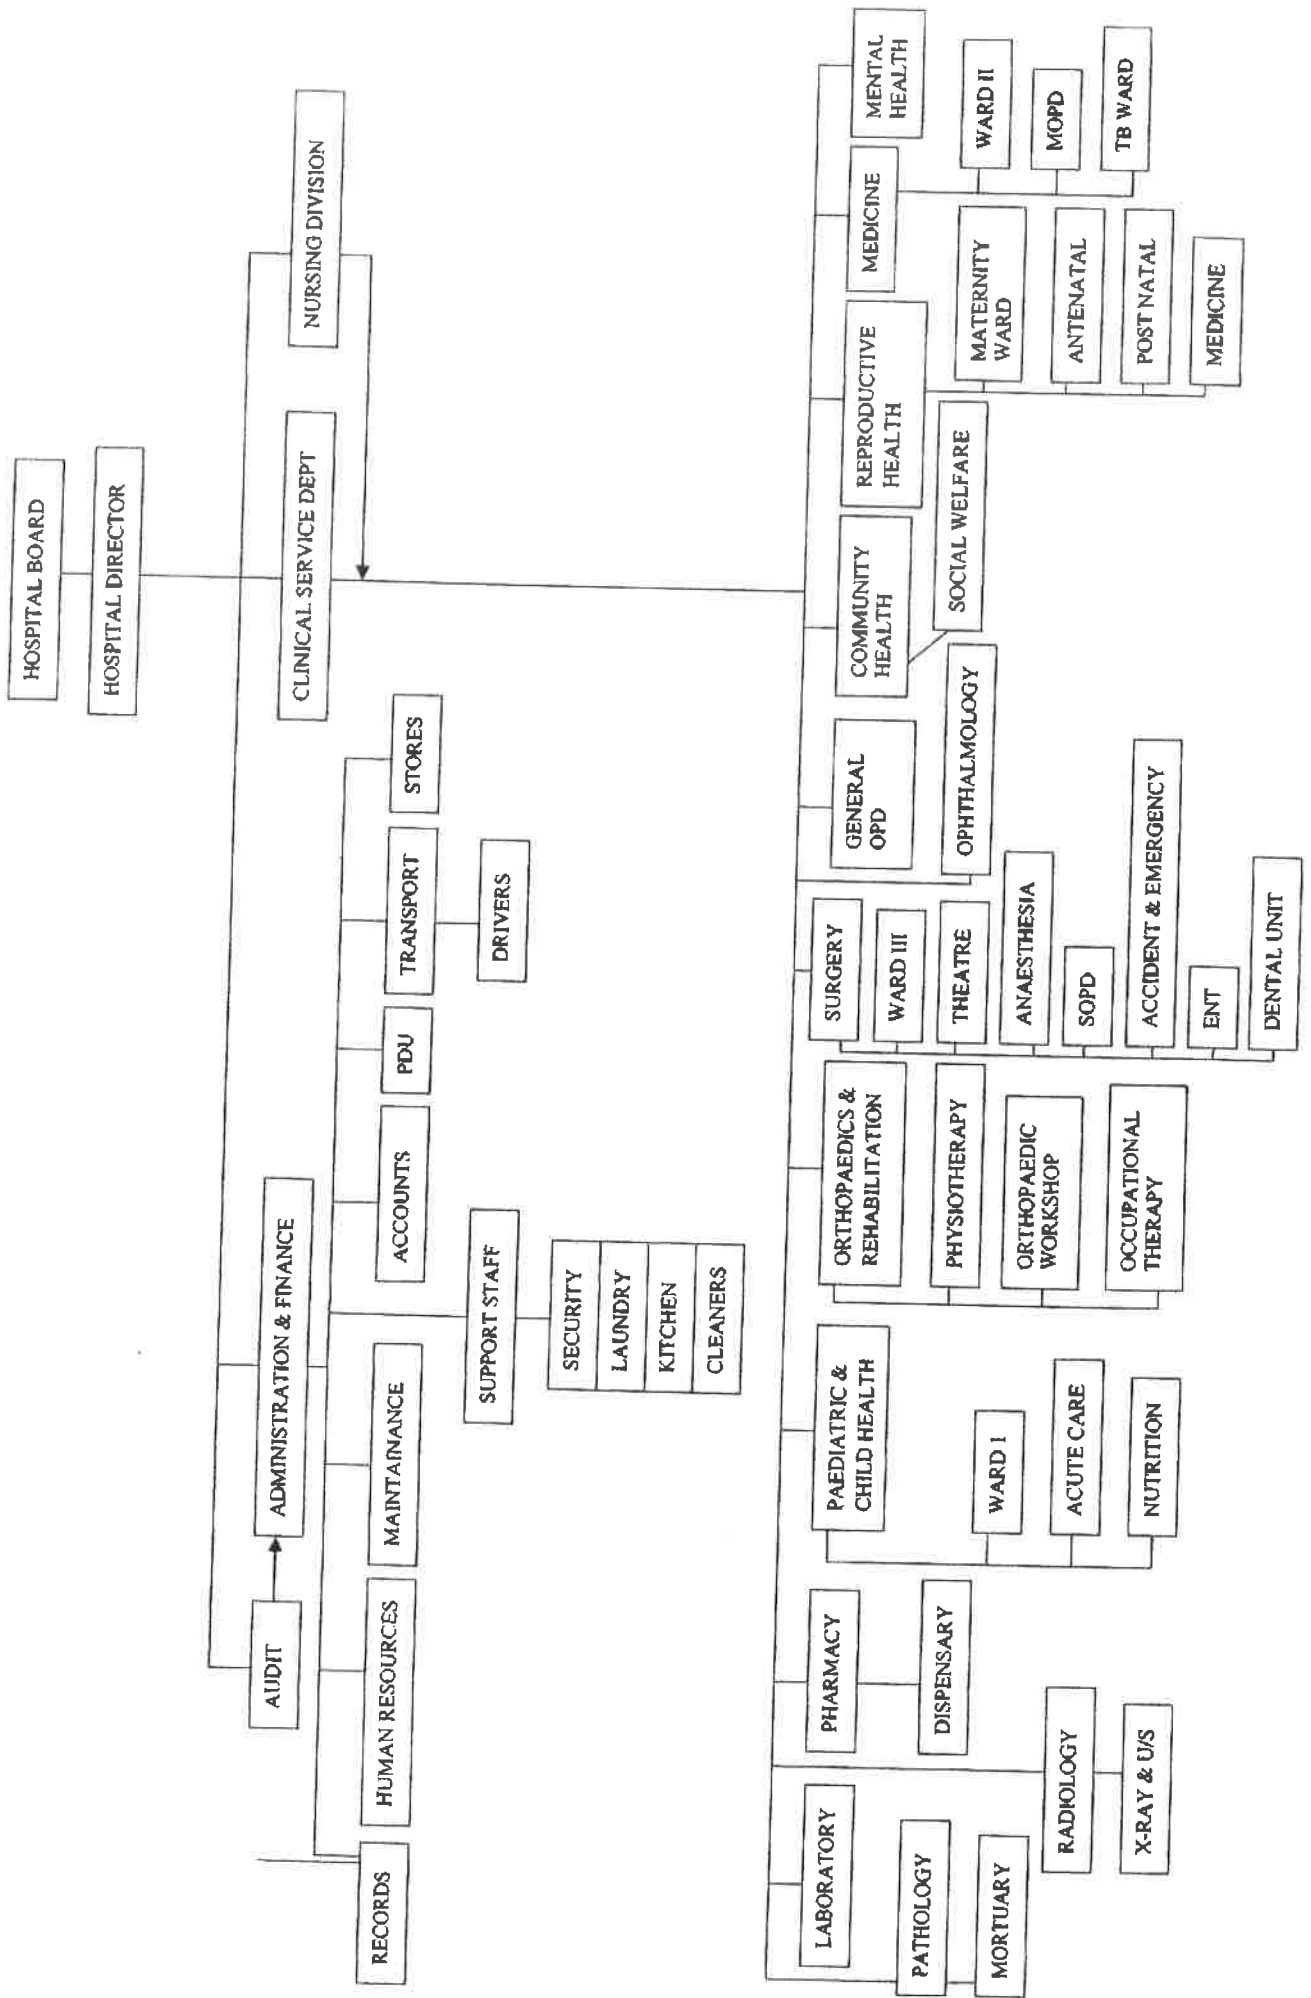 HOSPITAL BOARD
HOSPITAL DIRECTOR
AUDIT
ADMINISTRATION & FINANCE
CLINICAL SERVICE DEPT
NURSING DIVISION
RECORDS
HUMAN RESOURCES
MAINTAINANCE
ACCOUNTS
PDU
TRANSPORT
STORES
SUPPORT STAFF
DRIVERS
SECURITY
LAUNDRY
KITCHEN
CLEANERS
LABORATORY
PATHOLOGY
MORTUARY
PHARMACY
DISPENSARY
RADIOLOGY
X-RAY & U/S
PAEDIATRIC &
CHILD HEALTH
WARD I
ACUTE CARE
NUTRITION
ORTHOPAEDICS &
REHABILITATION
PHYSIOTHERAPY
ORTHOPAEDIC
WORKSHOP
OCCUPATIONAL
THERAPY
SURGERY
WARD III
THEATRE
ANAESTHESIA
SOPD
ACCIDENT & EMERGENCY
ENT
DENTAL UNIT
GENERAL
OPD
OPHTHALMOLOGY
COMMUNITY
HEALTH
SOCIAL WELFARE
REPRODUCTIVE
HEALTH
MATERNITY
WARD
ANTENATAL
POST NATAL
MEDICINE
MEDICINE
WARD II
MOPD
TB WARD
MENTAL
HEALTH